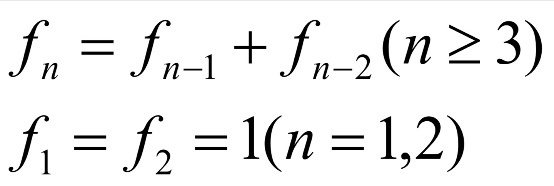 fₙ = fₙ₋₁ + fₙ₋₂(n ≥ 3)
f₁ = f₂ = 1(n = 1,2)